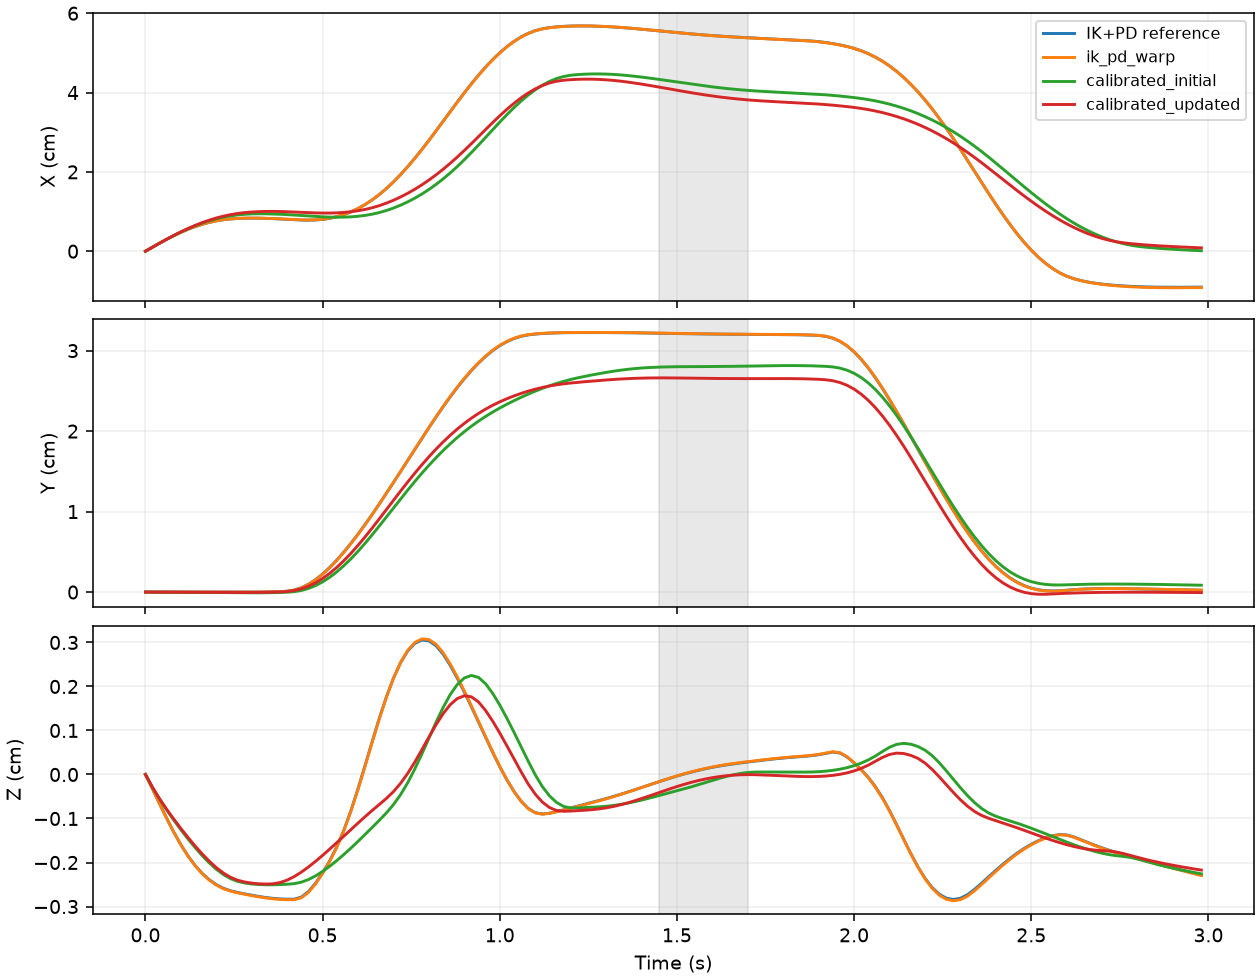 X (cm)
6
4
2
0
IK+PD reference
ik_pd_warp
calibrated_initial
calibrated_updated
Y (cm)
3
2
1
0
Z (cm)
0.3
0.2
0.1
0.0
−0.1
−0.2
−0.3
0.0 0.5 1.0 1.5 2.0 2.5 3.0
Time (s)